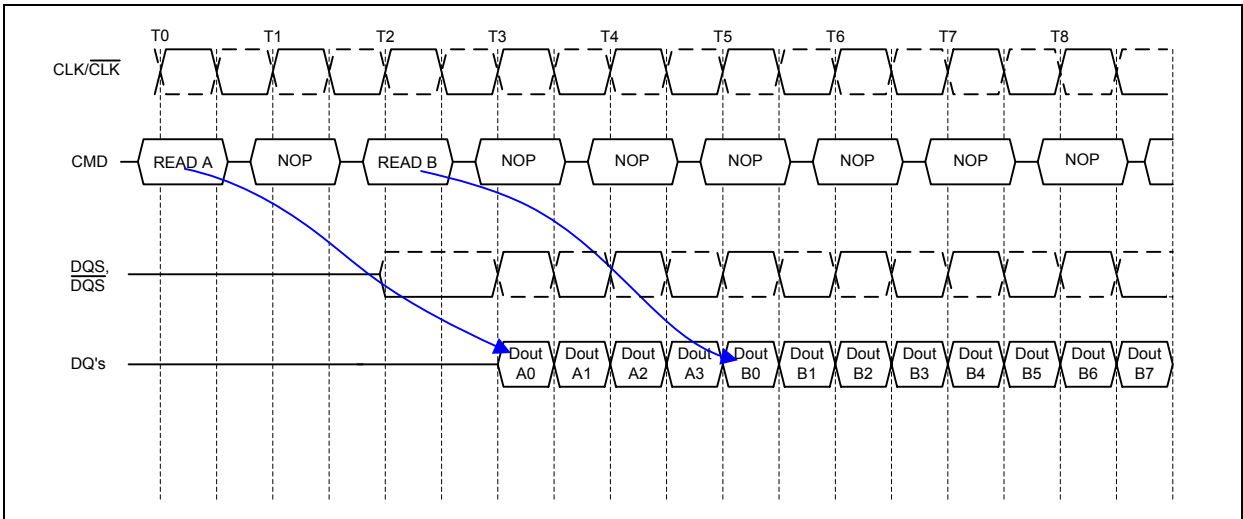 T0 T1 T2 T3 T4 T5 T6 T7 T8
CLK/CLK
CMD READ A NOP READ B NOP NOP NOP NOP NOP NOP
DQS,
DQS
DQ's
Dout Dout Dout Dout Dout Dout Dout Dout Dout Dout Dout Dout
A0 A1 A2 A3 B0 B1 B2 B3 B4 B5 B6 B7